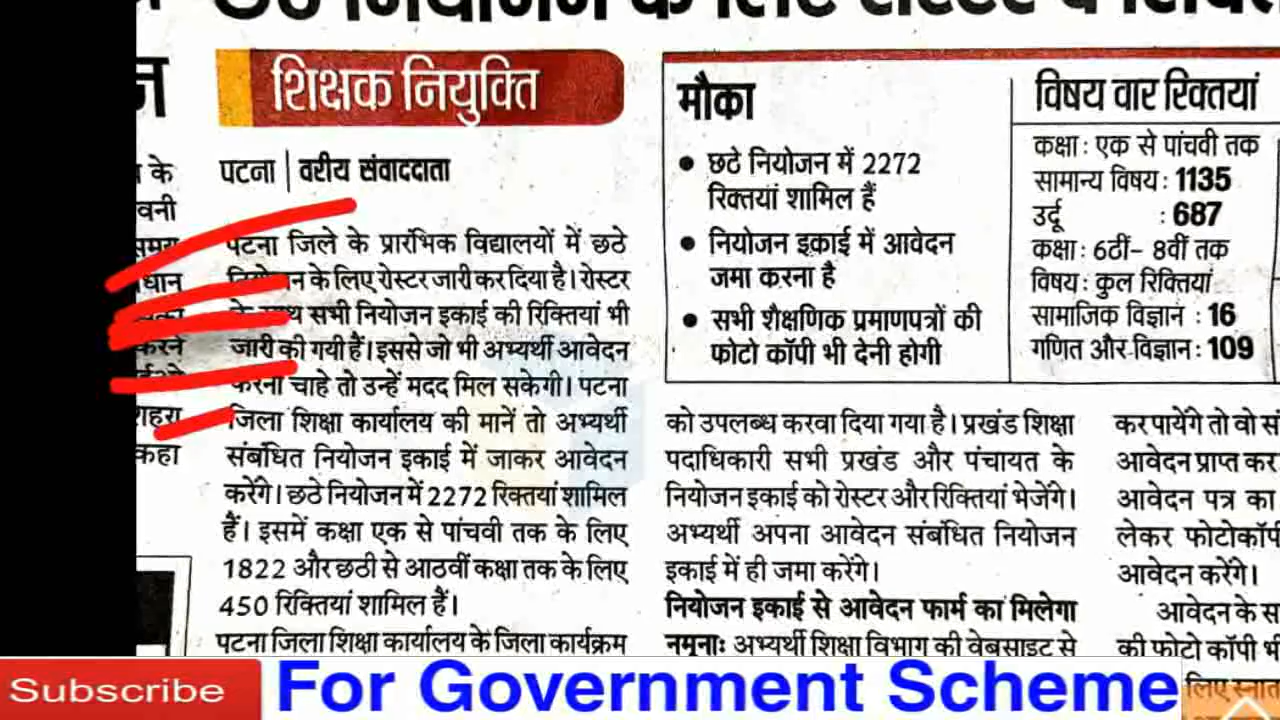 शिक्षक नियुक्ति
पटना | वरीय संवाददाता
पटना जिले के प्रारंभिक विद्यालयों में छठे
नियोजन के लिए रोस्टर जारी कर दिया है। रोस्टर
के साथ सभी नियोजन इकाई की रिक्तियां भी
जारी की गयी हैं। इससे जो भी अभ्यर्थी आवेदन
करना चाहे तो उन्हें मदद मिल सकेगी। पटना
जिला शिक्षा कार्यालय की मानें तो अभ्यर्थी
संबंधित नियोजन इकाई में जाकर आवेदन
करेंगे। छठे नियोजन में 2272 रिक्तियां शामिल
हैं। इसमें कक्षा एक से पांचवी तक के लिए
1822 और छठी से आठवीं कक्षा तक के लिए
450 रिक्तियां शामिल हैं।
पटना जिला शिक्षा कार्यालय के जिला कार्यक्रम
मौका
• छठे नियोजन में 2272
रिक्तियां शामिल हैं
• नियोजन इकाई में आवेदन
जमा करना है
• सभी शैक्षणिक प्रमाणपत्रों की
फोटो कॉपी भी देनी होगी
विषय वार रिक्तयां
कक्षा : एक से पांचवी तक
सामान्य विषय : 1135
उर्दू : 687
कक्षा : 6ठीं- 8वीं तक
विषय : कुल रिक्तियां
सामाजिक विज्ञान : 16
गणित और विज्ञान : 109
को उपलब्ध करवा दिया गया है। प्रखंड शिक्षा
पदाधिकारी सभी प्रखंड और पंचायत के
नियोजन इकाई को रोस्टर और रिक्तियां भेजेंगे।
अभ्यर्थी अपना आवेदन संबंधित नियोजन
इकाई में ही जमा करेंगे।
नियोजन इकाई से आवेदन फार्म का मिलेगा
नमूना: अभ्यर्थी शिक्षा विभाग की वेबसाइट से
कर पायेंगे तो वो
आवेदन प्राप्त कर
आवेदन पत्र का
लेकर
आवेदन करेंगे।
आवेदन के
की फोटो कॉपी भी
Subscribe
For Government Scheme